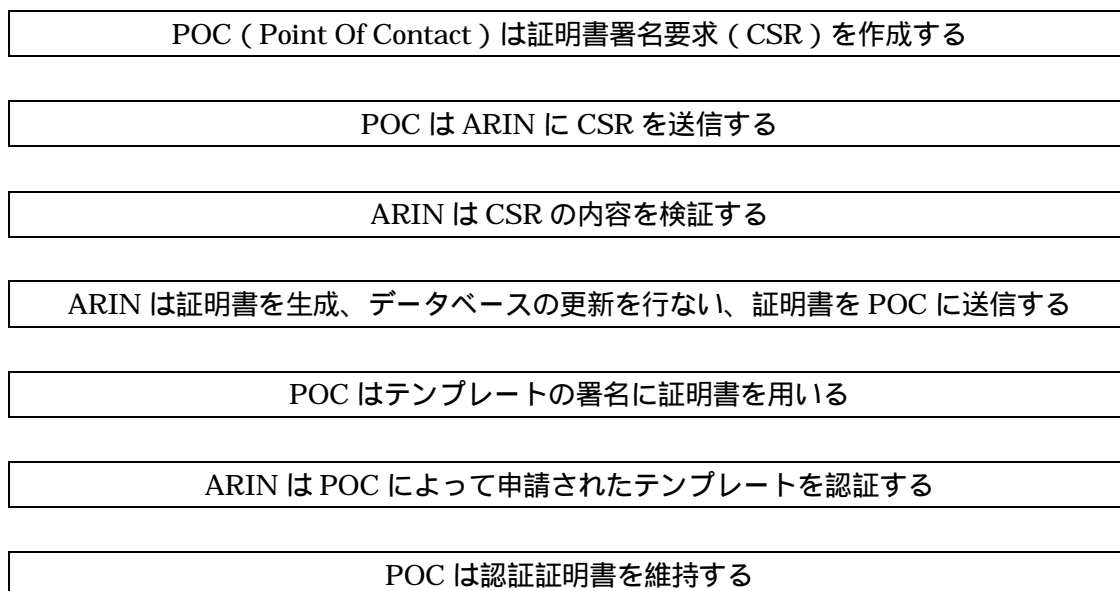 POC ( Point Of Contact ) は証明書署名要求 ( CSR ) を作成する
POC は ARIN に CSR を送信する
ARIN は CSR の内容を検証する
ARIN は証明書を生成、データベースの更新を行ない、証明書を POC に送信する
POC はテンプレートの署名に証明書を用いる
ARIN は POC によって申請されたテンプレートを認証する
POC は認証証明書を維持する